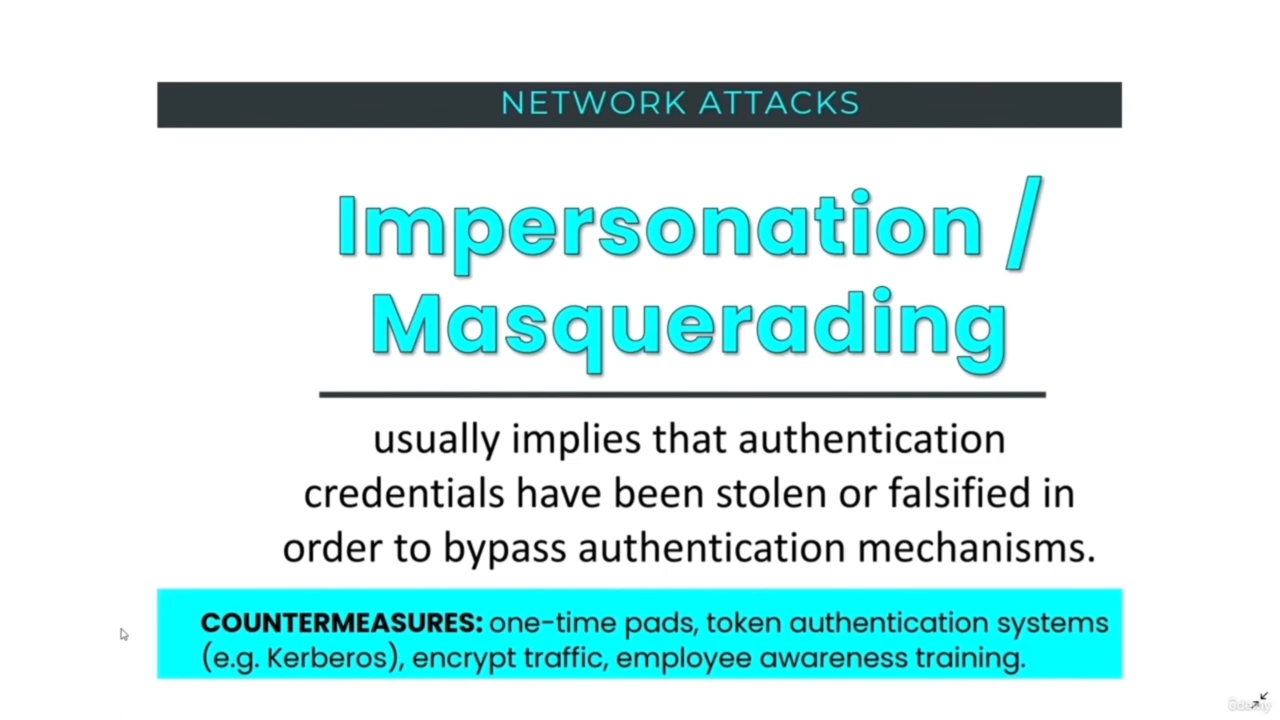 NETWORK ATTACKS
Impersonation /
Masquerading
usually implies that authentication
credentials have been stolen or falsified in
order to bypass authentication mechanisms.
COUNTERMEASURES: one-time pads, token authentication systems
(e.g. Kerberos), encrypt traffic, employee awareness training.
ûdemy